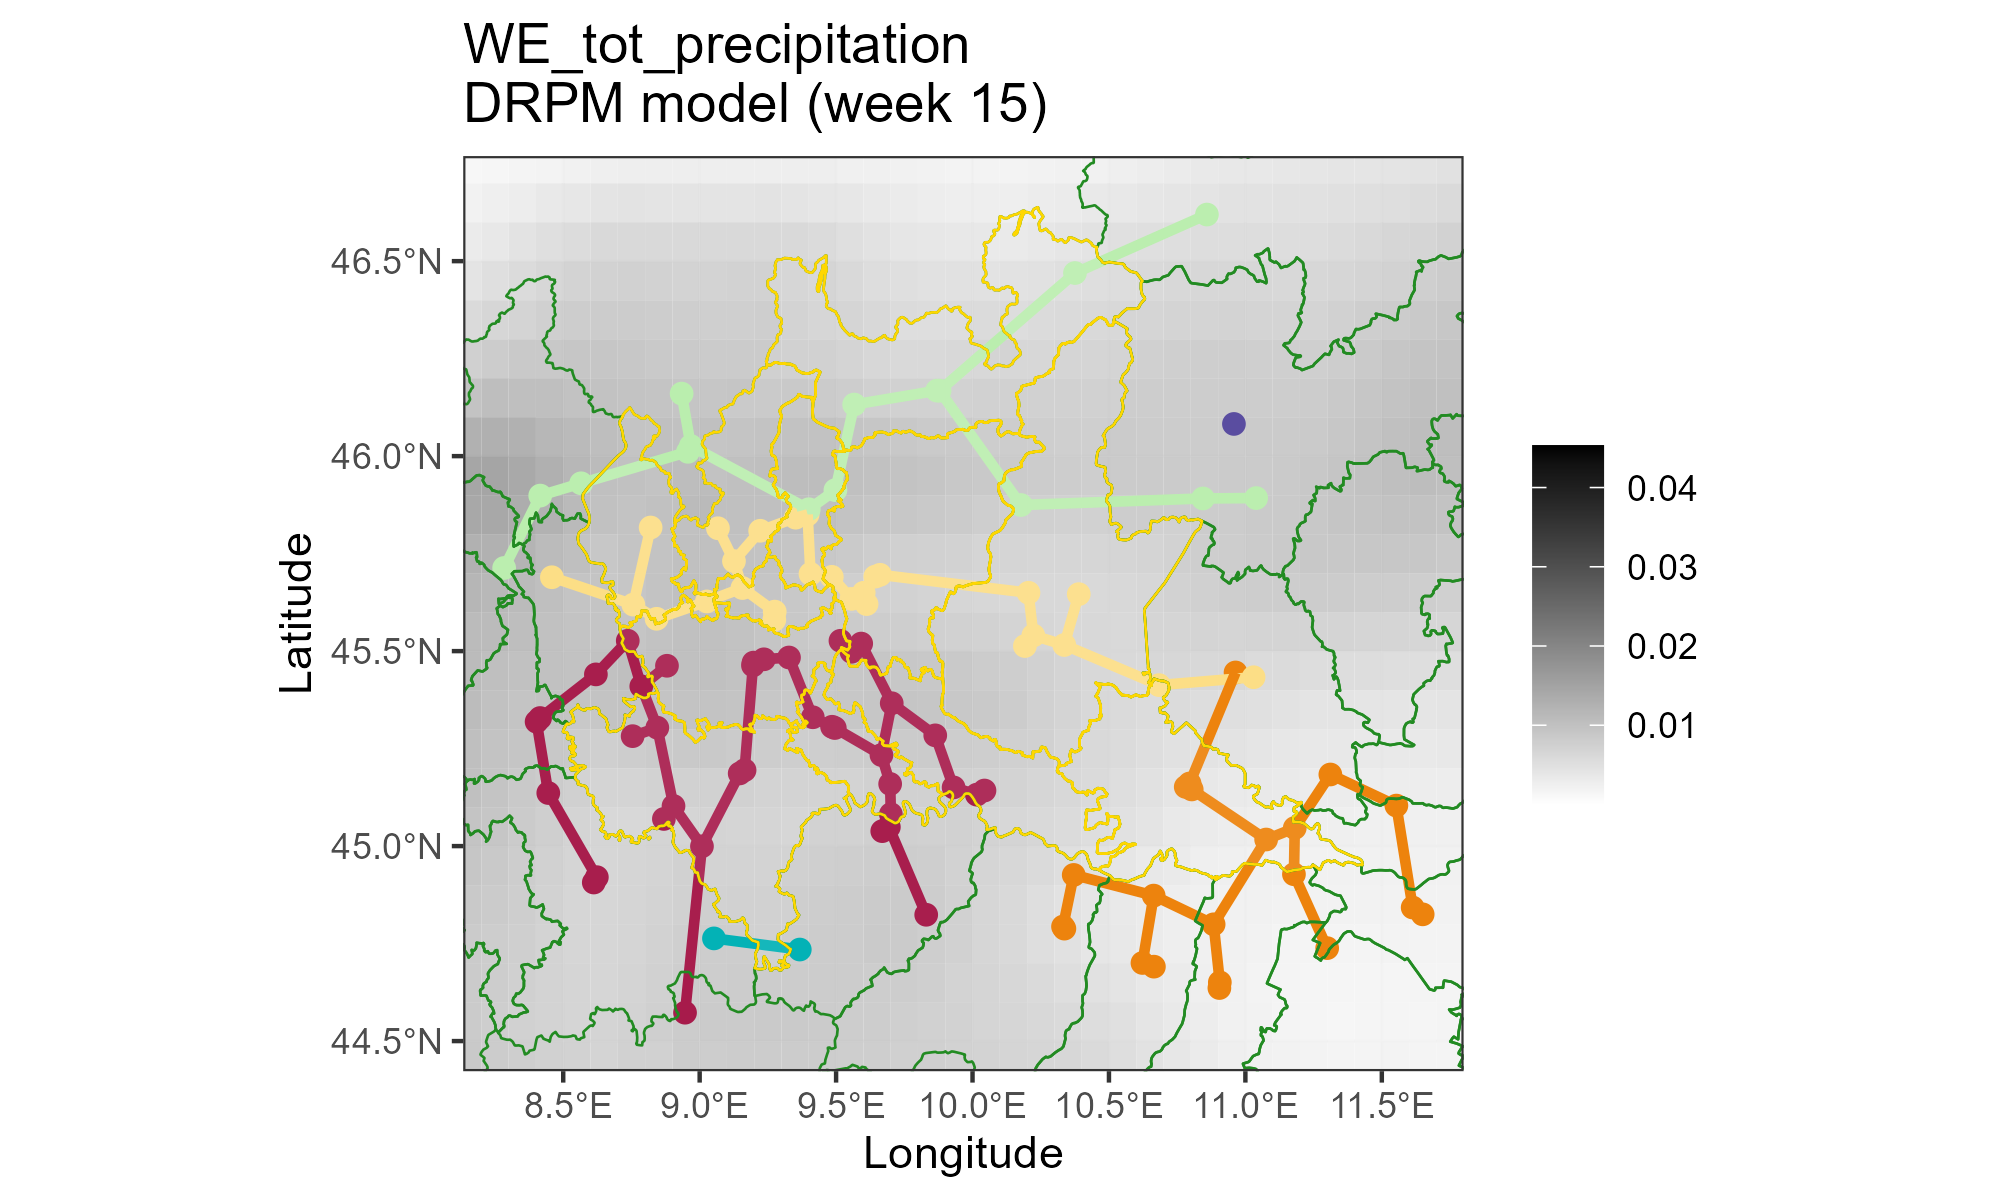 WE_tot_precipitation
DRPM model (week 15)
46.5°N
46.0°N
45.5°N
45.0°N
44.5°N
Latitude
8.5°E 9.0°E 9.5°E 10.0°E 10.5°E 11.0°E 11.5°E
Longitude
0.04
0.03
0.02
0.01